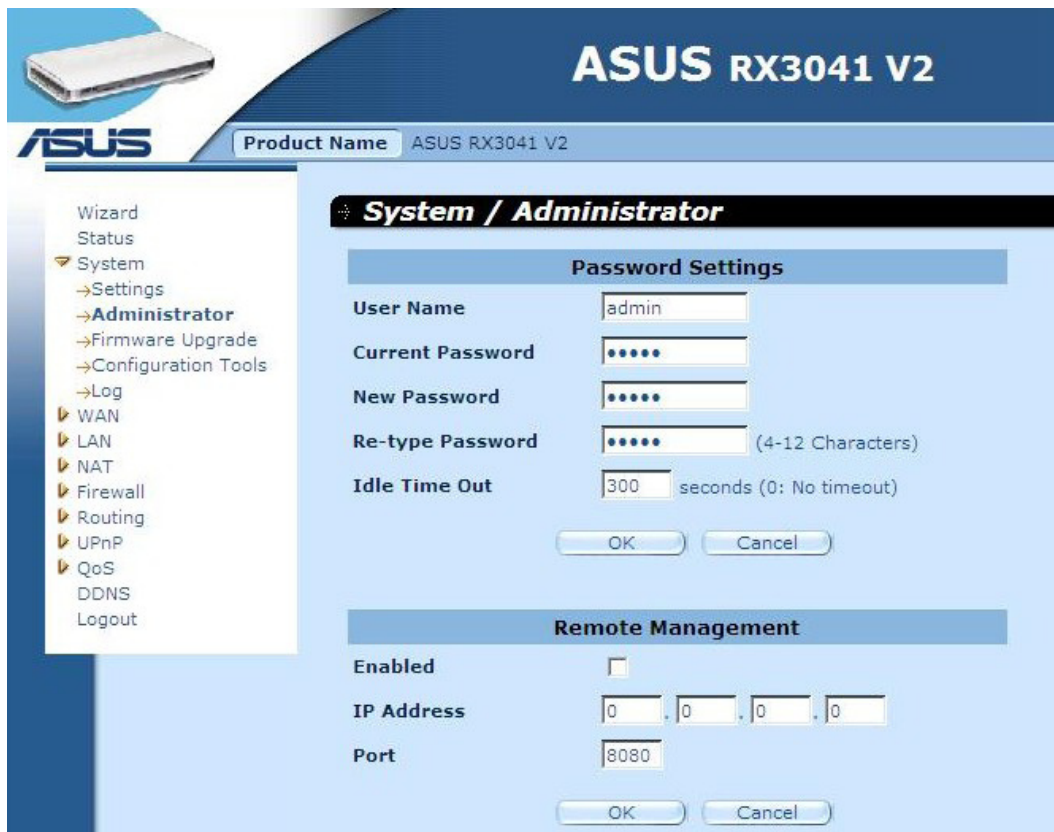 ASUS RX3041 V2
ASUS
Product Name ASUS RX3041 V2
Wizard
Status
System
Settings
Administrator
Firmware Upgrade
Configuration Tools
Log
WAN
LAN
NAT
Firewall
Routing
UPnP
QoS
DDNS
Logout
System / Administrator
Password Settings
User Name admin
Current Password •••••
New Password •••••
Re-type Password ••••• (4-12 Characters)
Idle Time Out 300 seconds (0: No timeout)
OK Cancel
Remote Management
Enabled
IP Address 0 . 0 . 0 . 0
Port 8080
OK Cancel